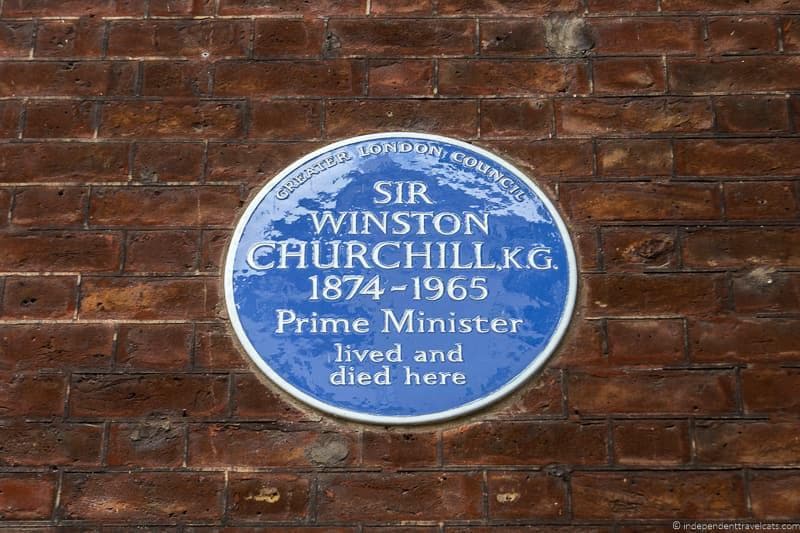 GREATER LONDON COUNCIL
SIR
WINSTON
CHURCHILL, K.G.
1874-1965
Prime Minister
lived and
died here
© independenttravelcats.com